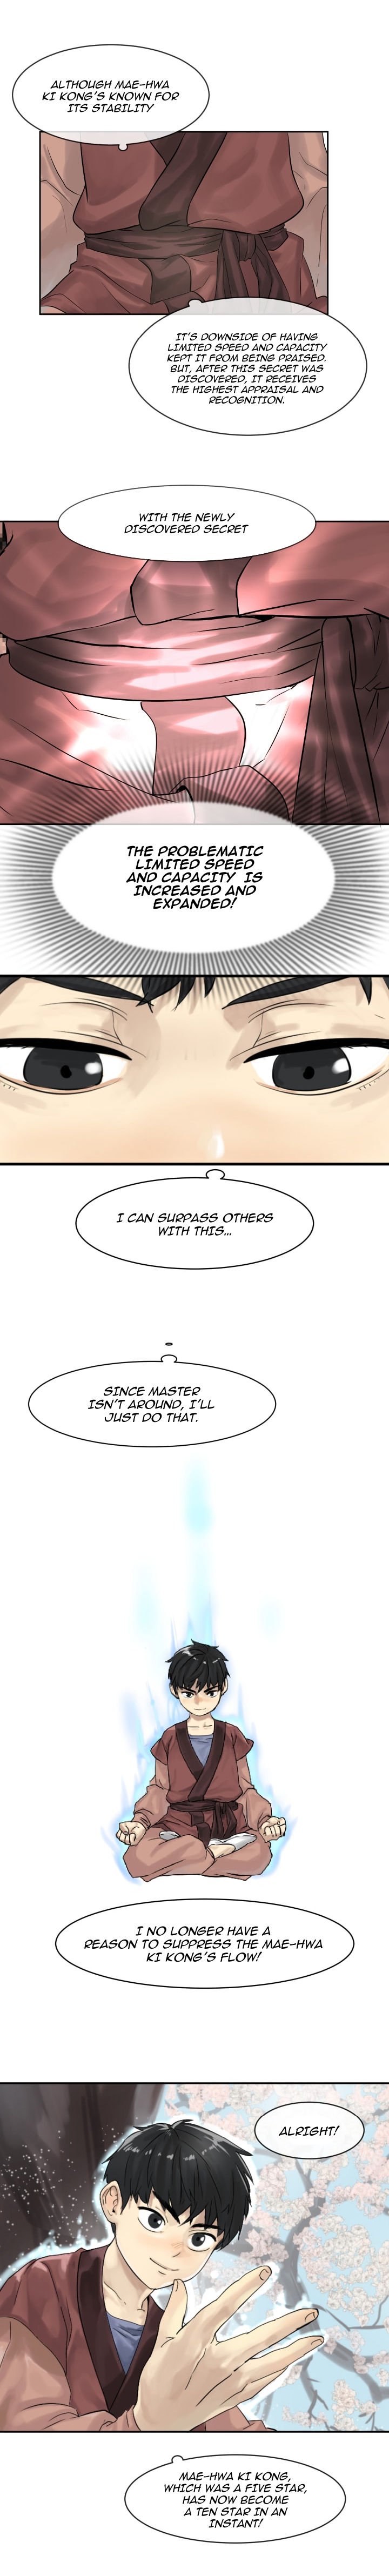 ALTHOUGH MAE-HWA
KI KONG'S KNOWN FOR
ITS STABILITY
IT'S DOWNSIDE OF HAVING
LIMITED SPEED AND CAPACITY
KEPT IT FROM BEING PRAISED.
BUT, AFTER THIS SECRET WAS
DISCOVERED, IT RECEIVES
THE HIGHEST APPRAISAL AND
RECOGNITION.
WITH THE NEWLY
DISCOVERED SECRET
THE PROBLEMATIC
LIMITED SPEED
AND CAPACITY IS
INCREASED AND
EXPANDED!
I CAN SURPASS OTHERS
WITH THIS...
SINCE MASTER
ISN'T AROUND, I'LL
JUST DO THAT.
I NO LONGER HAVE A
REASON TO SUPPRESS THE MAE-HWA
KI KONG'S FLOW!
ALRIGHT!
MAE-HWA KI KONG,
WHICH WAS A FIVE STAR,
HAS NOW BECOME
A TEN STAR IN AN
INSTANT!